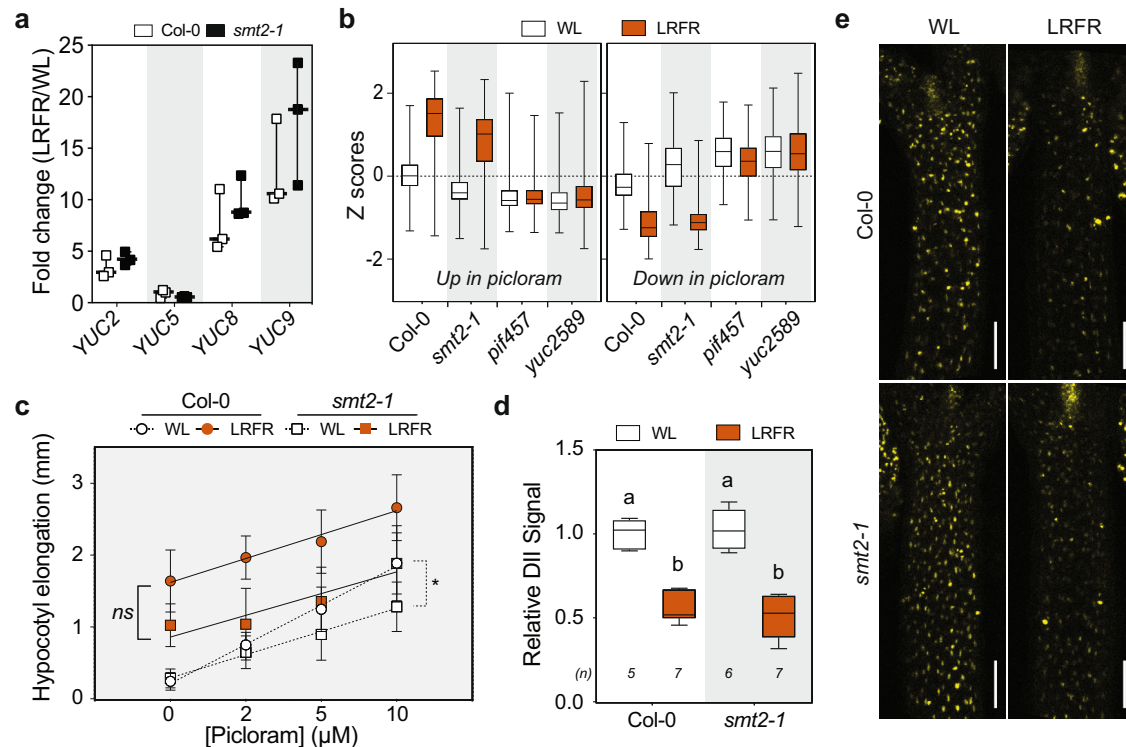 a
Col-0 smt2-1
Fold change (LRFR/WL)
25
20
15
10
5
0
YUC2 YUC5 YUC8 YUC9
b
WL LRFR
Z scores
2
0
-2
Up in picloram Down in picloram
Col-0 smt2-1 pif457 yuc2589 Col-0 smt2-1 pif457 yuc2589
c
Col-0 smt2-1
WL LRFR WL LRFR
Hypocotyl elongation (mm)
3
2
1
0
ns
*
0 2 5 10
[Picloram] (µM)
d
WL LRFR
Relative DII Signal
1.5
1.0
0.5
0.0
a b a b
(n) 5 7 6 7
Col-0 smt2-1
e
WL LRFR
Col-0
smt2-1